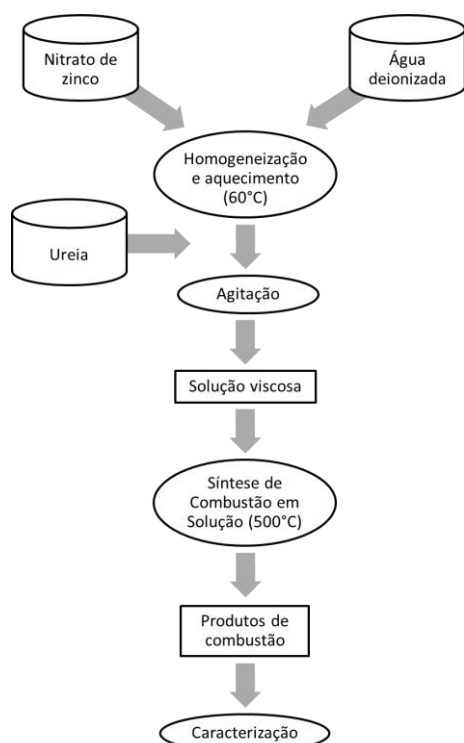 Nitrato de
zinco
Água
deionizada
Homogeneização
e aquecimento
(60°C)
Ureia
Agitação
Solução viscosa
Síntese de
Combustão em
Solução (500°C)
Produtos de
combustão
Caracterização